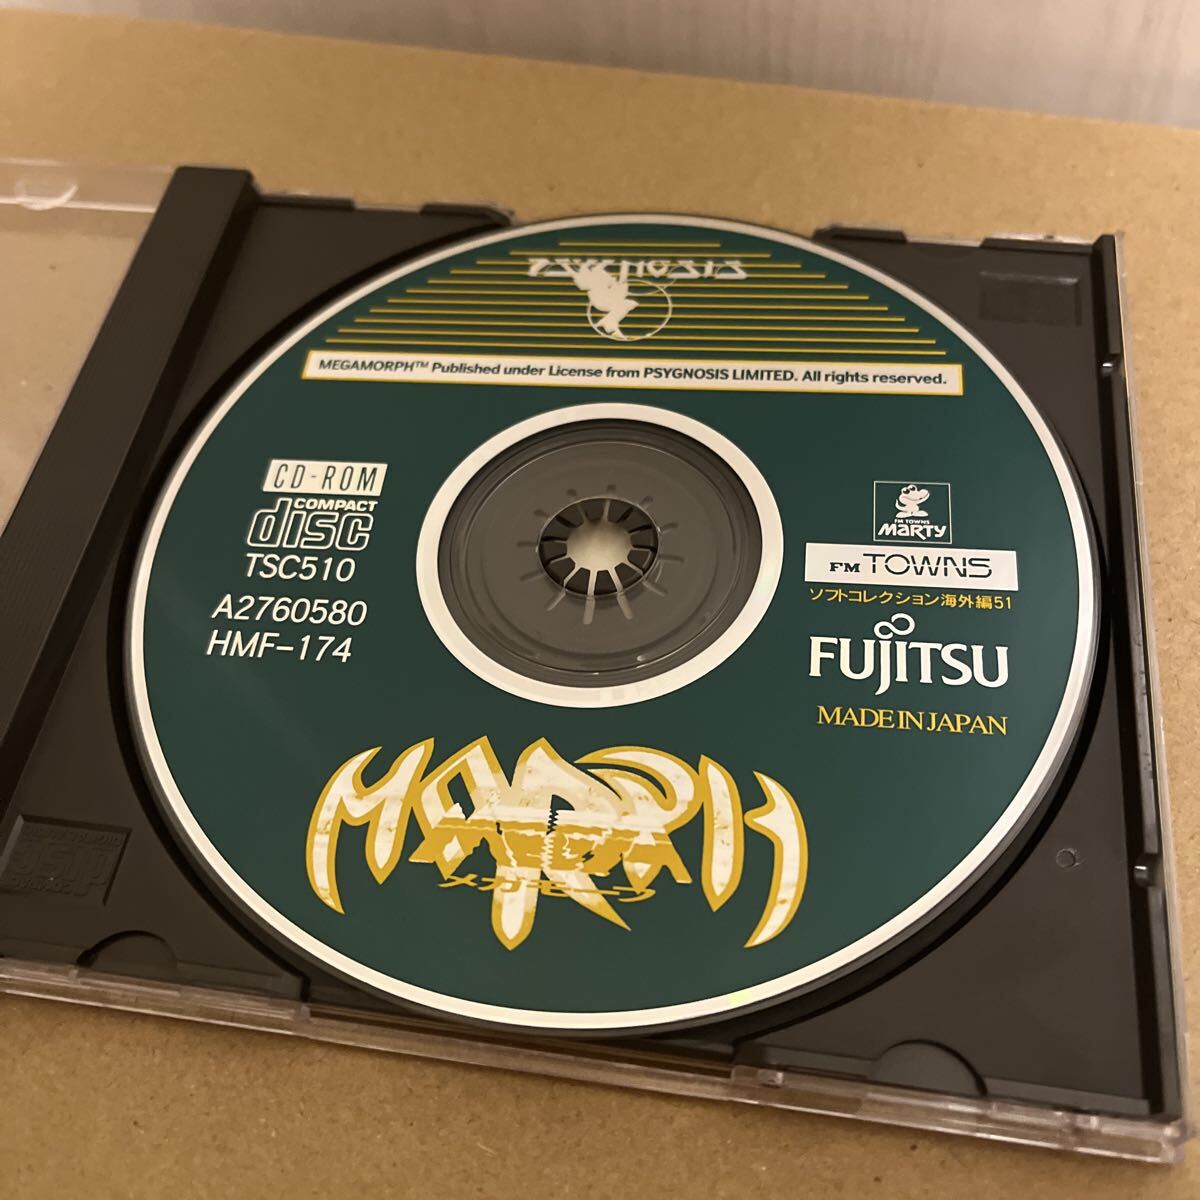 PSYGNOSIS
MEGAMORPH™ Published under License from PSYGNOSIS LIMITED. All rights reserved.
CD-ROM
COMPACT
disc
TSC510
A2760580
HMF-174
FM TOWNS
MARTY
FM TOWNS
ソフトコレクション海外編51
FUJITSU
MADE IN JAPAN
MORPH
MEGA
メガモーフ